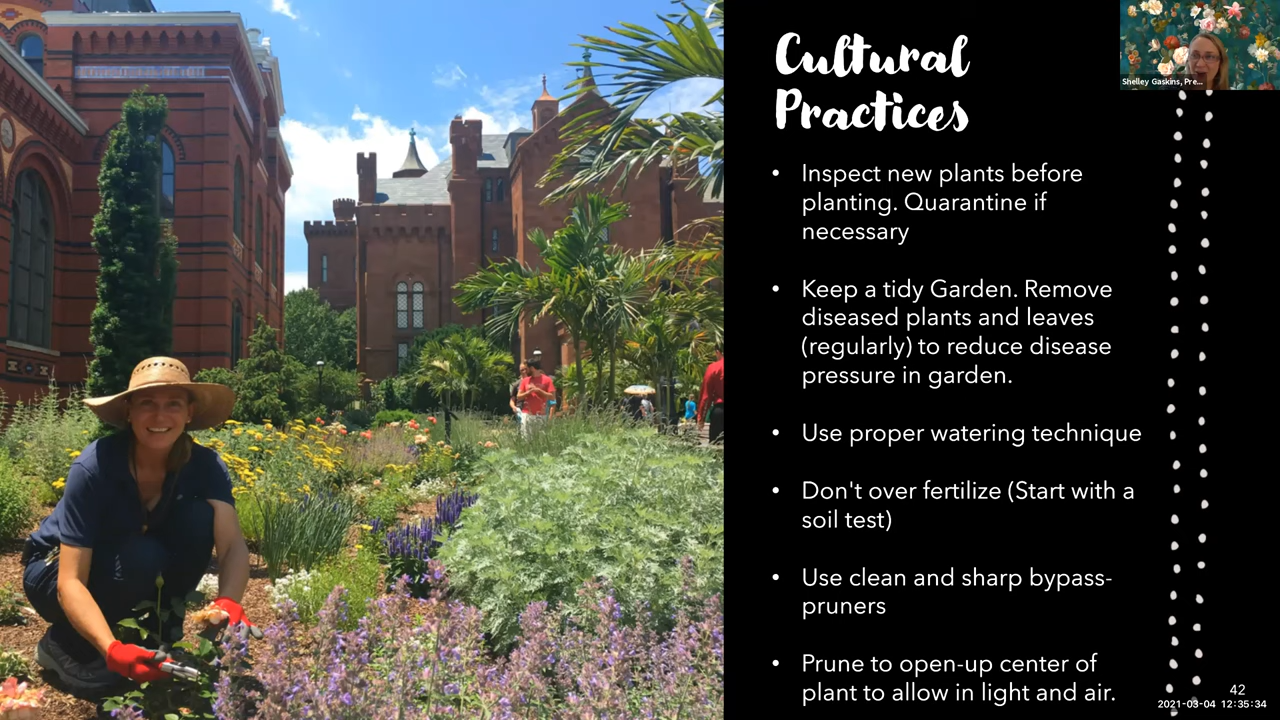 Cultural
Practices
Shelley Gaskins, Pre...
• Inspect new plants before
planting. Quarantine if
necessary
• Keep a tidy Garden. Remove
diseased plants and leaves
(regularly) to reduce disease
pressure in garden.
• Use proper watering technique
• Don't over fertilize (Start with a
soil test)
• Use clean and sharp bypass-
pruners
• Prune to open-up center of
plant to allow in light and air.
42
2021-03-04 12:35:34